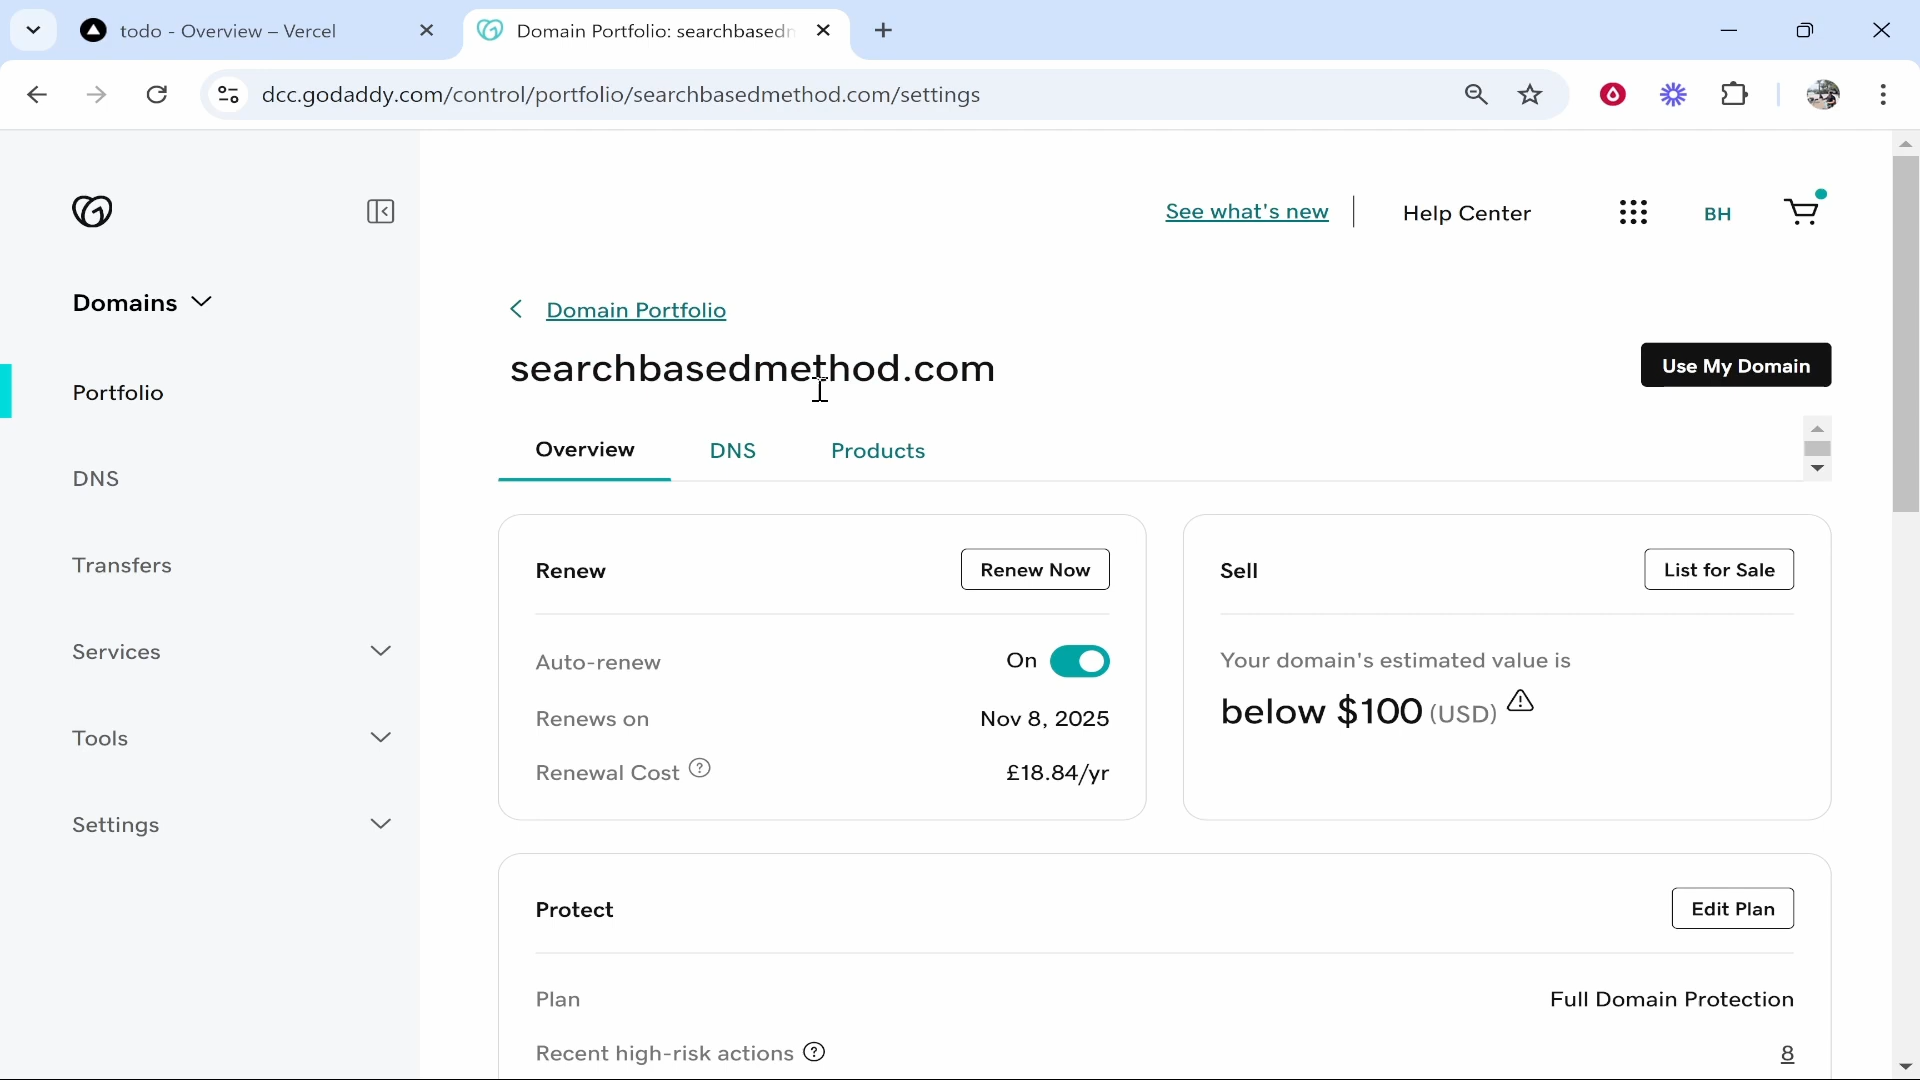 todo - Overview – Vercel
Domain Portfolio: searchbasedm
dcc.godaddy.com/control/portfolio/searchbasedmethod.com/settings
See what's new
Help Center
BH
Domains
Portfolio
DNS
Transfers
Services
Tools
Settings
Domain Portfolio
searchbasedmethod.com
Use My Domain
Overview
DNS
Products
Renew
Renew Now
Auto-renew
On
Renews on
Nov 8, 2025
Renewal Cost ?
£18.84/yr
Sell
List for Sale
Your domain's estimated value is
below $100 (USD)
Protect
Edit Plan
Plan
Full Domain Protection
Recent high-risk actions ?
8